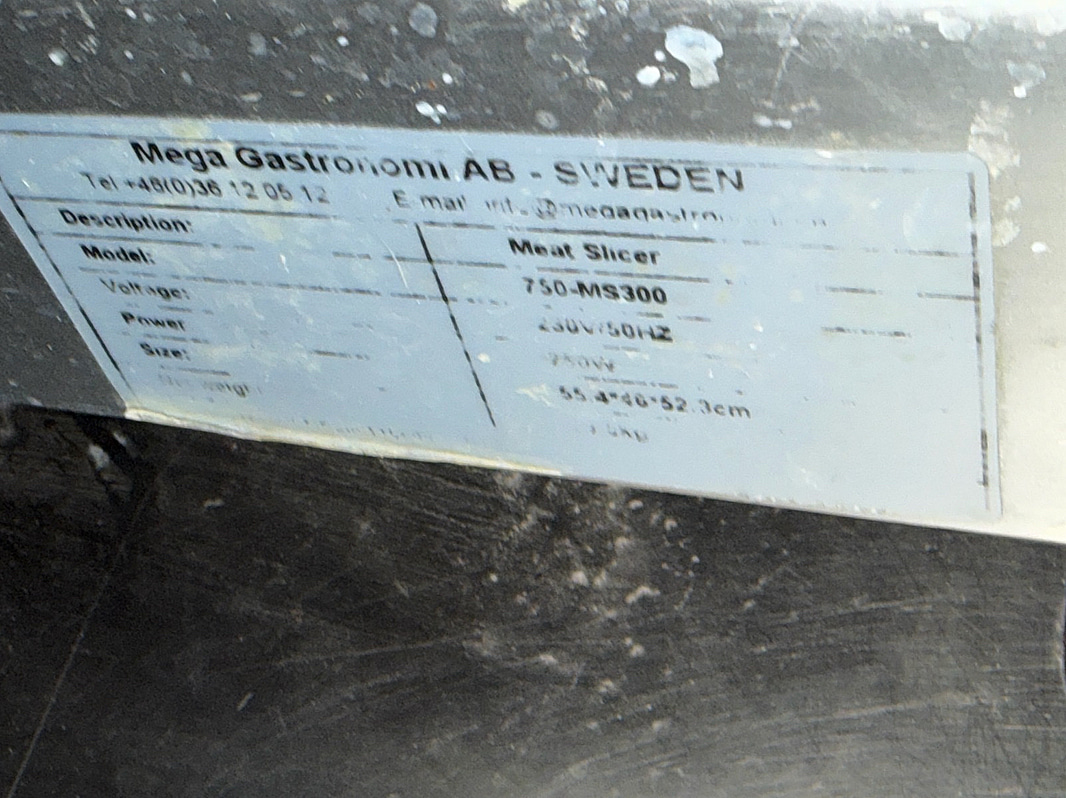 Mega Gastronomi AB - SWEDEN
Tel +46(0)36 12 05 12 E-mail
Description: Meat Slicer
Model: 750-MS300
Voltage: 230V/50HZ
Power
Size: 55.4*46*52.3cm